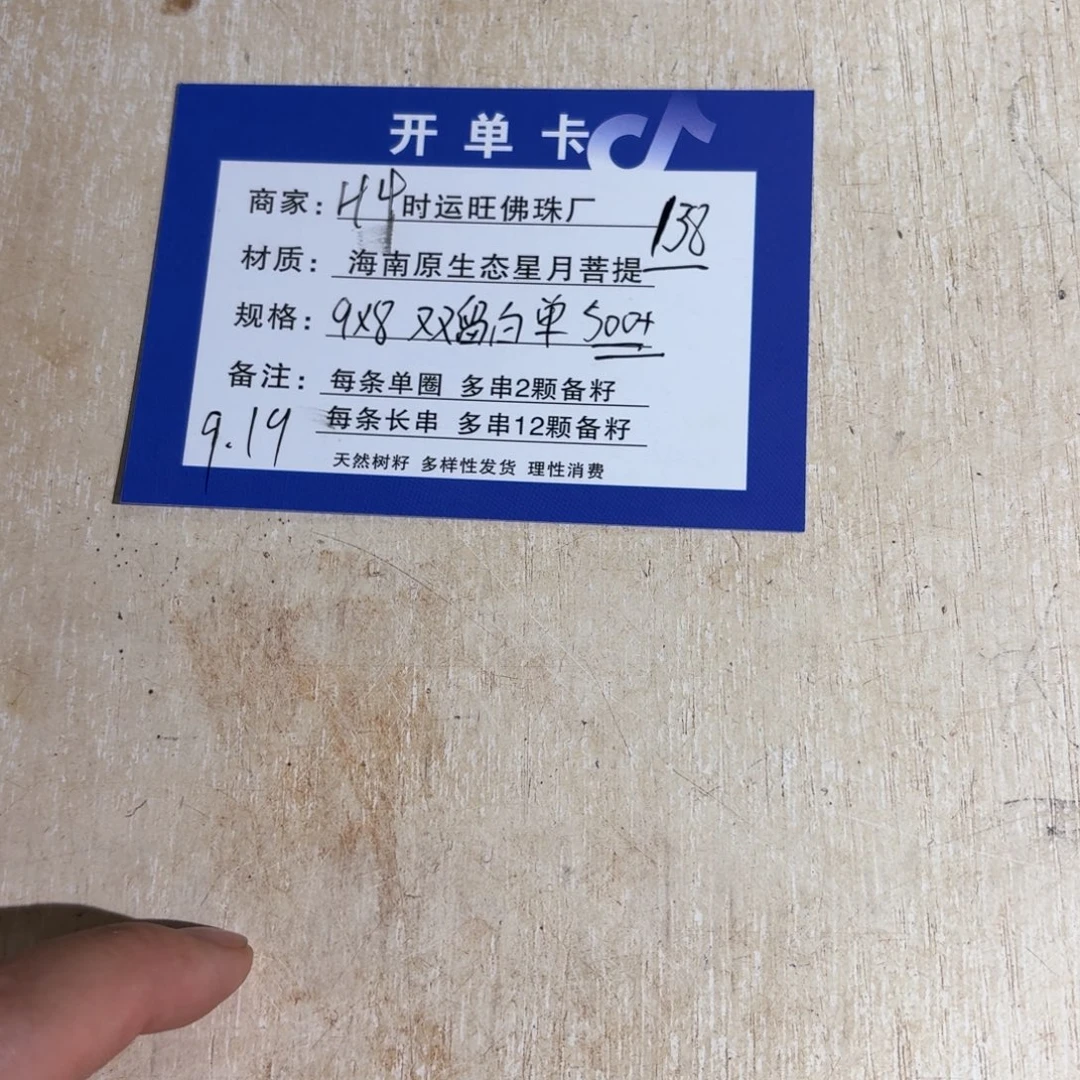 开单卡
商家：H4时运旺佛珠厂 138
材质：海南原生态星月菩提
规格：9X8 双 白单 500+
备注：每条单圈 多串2颗备籽
9.19 每条长串 多串12颗备籽
天然树籽 多样性发货 理性消费